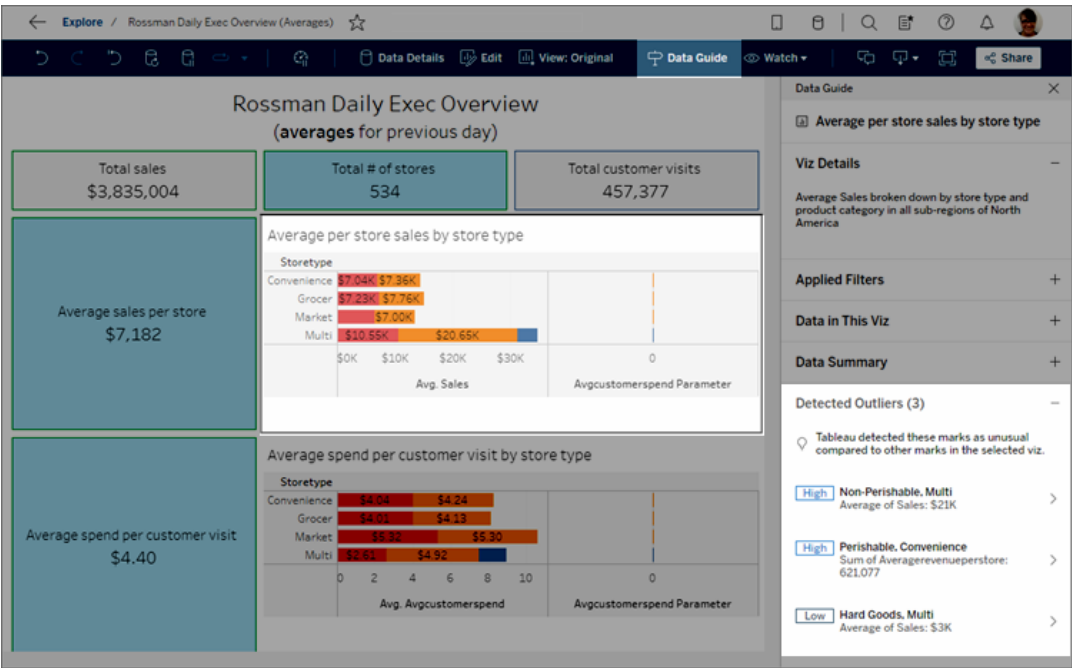 Explore / Rossman Daily Exec Overview (Averages)
Data Details Edit View: Original Data Guide Watch Share
Rossman Daily Exec Overview
(averages for previous day)
Total sales
$3,835,004
Total # of stores
534
Total customer visits
457,377
Average sales per store
$7,182
Average per store sales by store type
Storetype
Convenience $7.04K $7.36K
Grocer $7.23K $7.76K
Market $7.00K
Multi $10.55K $20.65K
$0K $10K $20K $30K 0
Avg. Sales Avgcustomerspend Parameter
Average spend per customer visit
$4.40
Average spend per customer visit by store type
Storetype
Convenience $4.04 $4.24
Grocer $4.01 $4.13
Market $5.32 $5.30
Multi $2.61 $4.92
0 2 4 6 8 10 0
Avg. Avgcustomerspend Avgcustomerspend Parameter
Data Guide
Average per store sales by store type
Viz Details
Average Sales broken down by store type and
product category in all sub-regions of North
America
Applied Filters
Data in This Viz
Data Summary
Detected Outliers (3)
Tableau detected these marks as unusual
compared to other marks in the selected viz.
High Non-Perishable, Multi
Average of Sales: $21K
High Perishable, Convenience
Sum of Averagerevenueperstore:
621,077
Low Hard Goods, Multi
Average of Sales: $3K